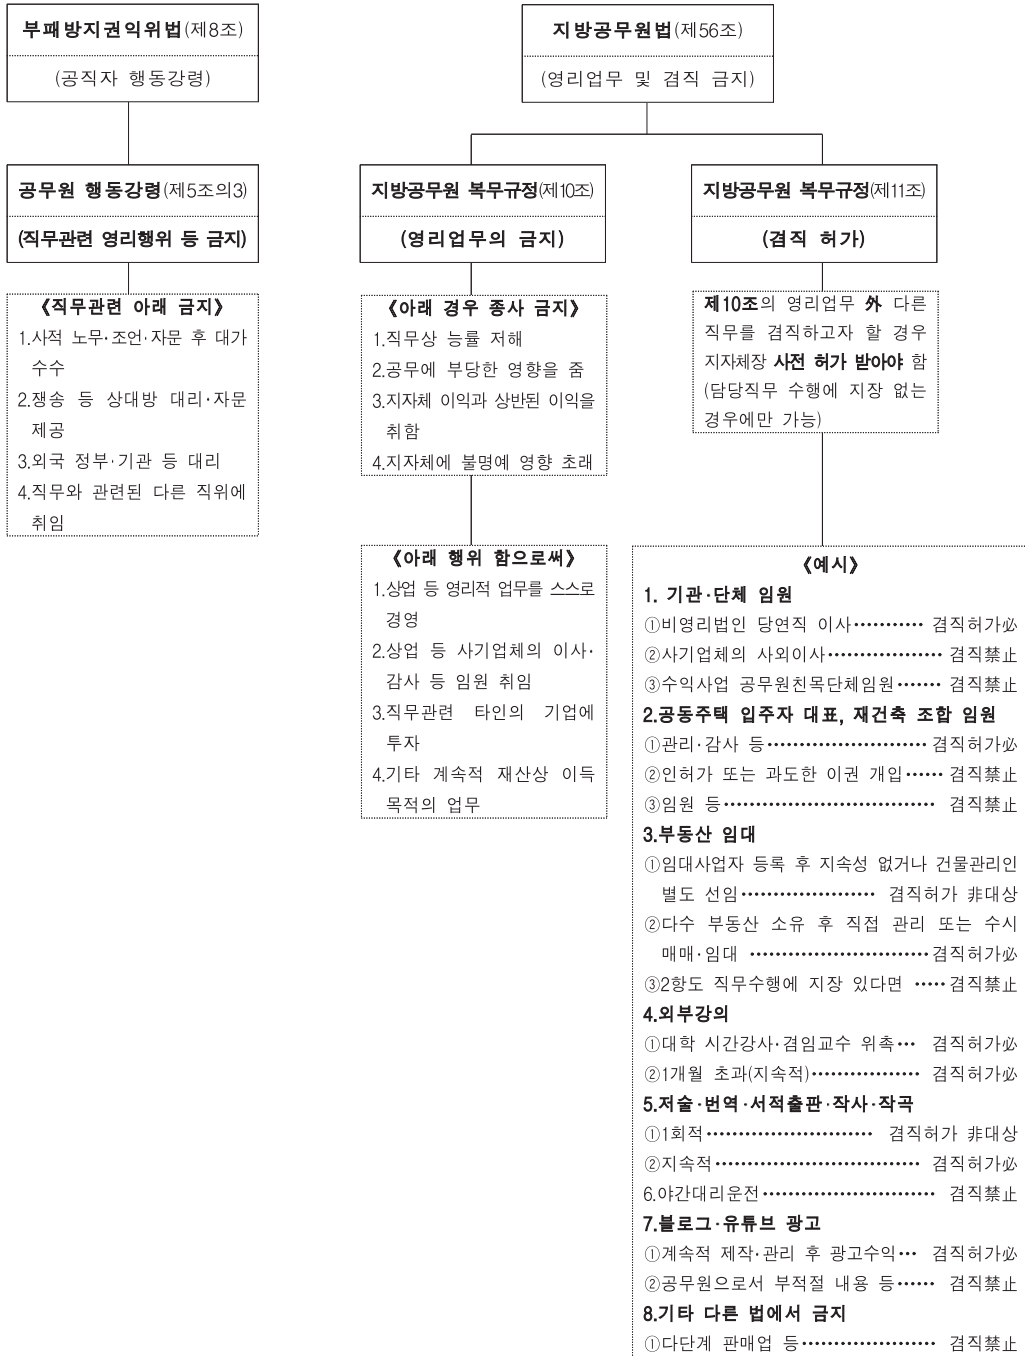 부패방지권익위법(제8조)
(공직자 행동강령)
공무원 행동강령(제5조의3)
(직무관련 영리행위 등 금지)
《직무관련 아래 금지》
1.사적 노무·조언·자문 후 대가
수수
2.쟁송 등 상대방 대리·자문
제공
3.외국 정부·기관 등 대리
4.직무와 관련된 다른 직위에
취임
지방공무원법(제56조)
(영리업무 및 겸직 금지)
지방공무원 복무규정(제10조)
(영리업무의 금지)
《아래 경우 종사 금지》
1.직무상 능률 저해
2.공무에 부당한 영향을 줌
3.지자체 이익과 상반된 이익을
취함
4.지자체에 불명예 영향 초래
《아래 행위 함으로써》
1.상업 등 영리적 업무를 스스로
경영
2.상업 등 사기업체의 이사·
감사 등 임원 취임
3.직무관련 타인의 기업에
투자
4.기타 계속적 재산상 이득
목적의 업무
지방공무원 복무규정(제11조)
(겸직 허가)
제10조의 영리업무 外 다른
직무를 겸직하고자 할 경우
지자체장 사전 허가 받아야 함
(담당직무 수행에 지장 없는
경우에만 가능)
《예시》
1. 기관·단체 임원
①비영리법인 당연직 이사··········· 겸직허가必
②사기업체의 사외이사·················· 겸직禁止
③수익사업 공무원친목단체임원······· 겸직禁止
2.공동주택 입주자 대표, 재건축 조합 임원
①관리·감사 등························· 겸직허가必
②인허가 또는 과도한 이권 개입······ 겸직禁止
③임원 등································· 겸직禁止
3.부동산 임대
①임대사업자 등록 후 지속성 없거나 건물관리인
별도 선임····················· 겸직허가 非대상
②다수 부동산 소유 후 직접 관리 또는 수시
매매·임대 ····························겸직허가必
③2항도 직무수행에 지장 있다면 ·····겸직禁止
4.외부강의
①대학 시간강사·겸임교수 위촉··· 겸직허가必
②1개월 초과(지속적)················· 겸직허가必
5.저술·번역·서적출판·작사·작곡
①1회적·························· 겸직허가 非대상
②지속적································ 겸직허가必
6.야간대리운전··························· 겸직禁止
7.블로그·유튜브 광고
①계속적 제작·관리 후 광고수익··· 겸직허가必
②공무원으로서 부적절 내용 등······ 겸직禁止
8.기타 다른 법에서 금지
①다단계 판매업 등····················· 겸직禁止